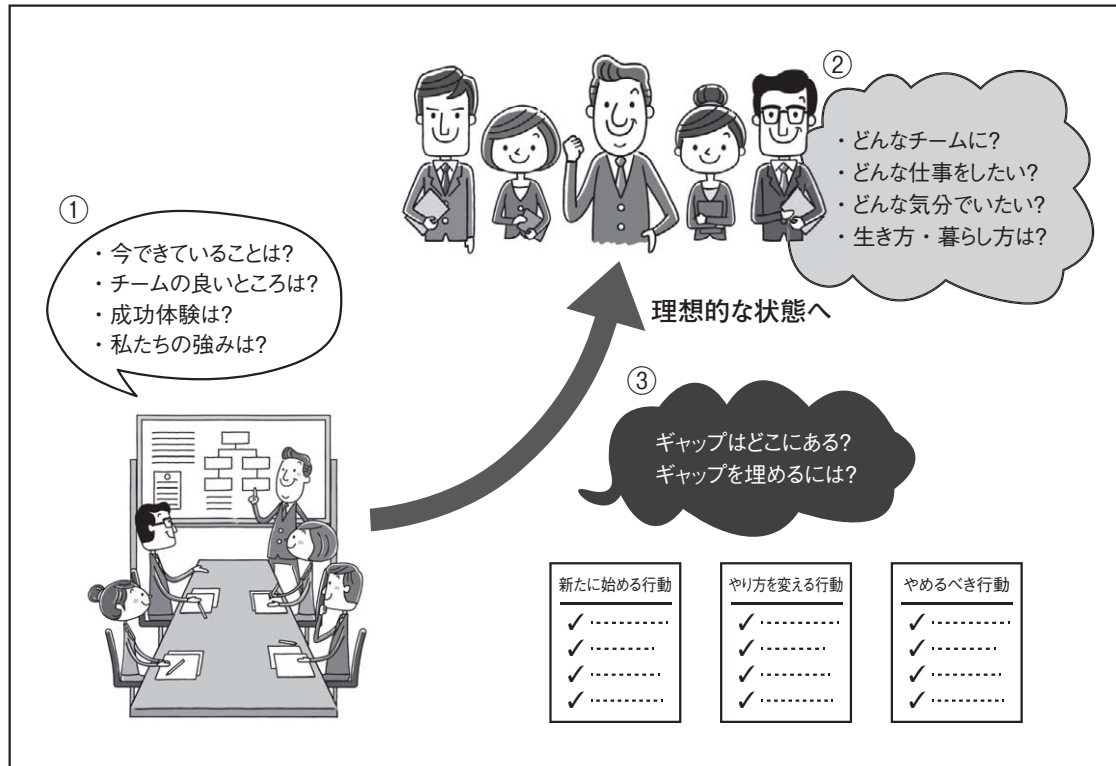 ①
・今できていることは?
・チームの良いところは?
・成功体験は?
・私たちの強みは?
②
・どんなチームに?
・どんな仕事をしたい?
・どんな気分でいたい?
・生き方・暮らし方は?
理想的な状態へ
③
ギャップはどこにある?
ギャップを埋めるには?
新たに始める行動
やり方を変える行動
やめるべき行動